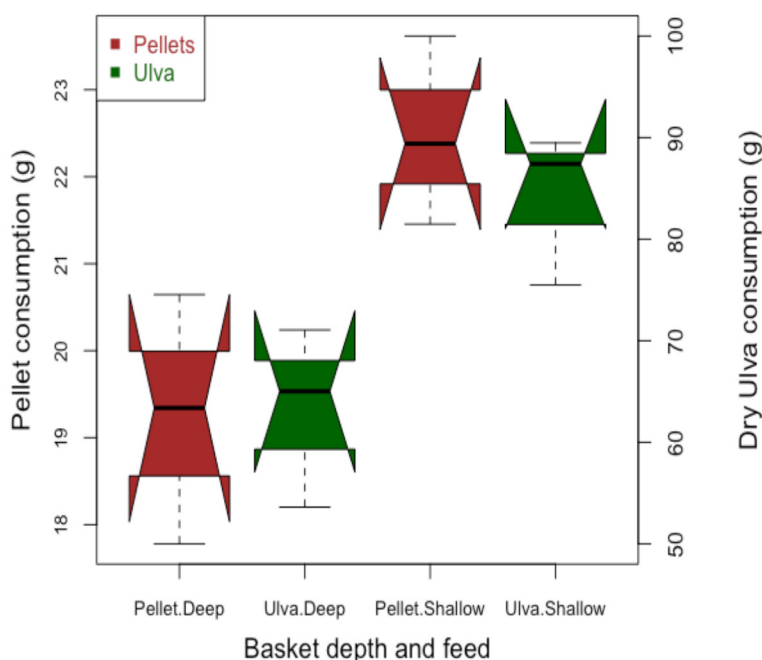 Pellets
Ulva
Pellet consumption (g)
23
22
21
20
19
18
100
90
80
70
60
50
Dry Ulva consumption (g)
Pellet.Deep Ulva.Deep Pellet.Shallow Ulva.Shallow
Basket depth and feed